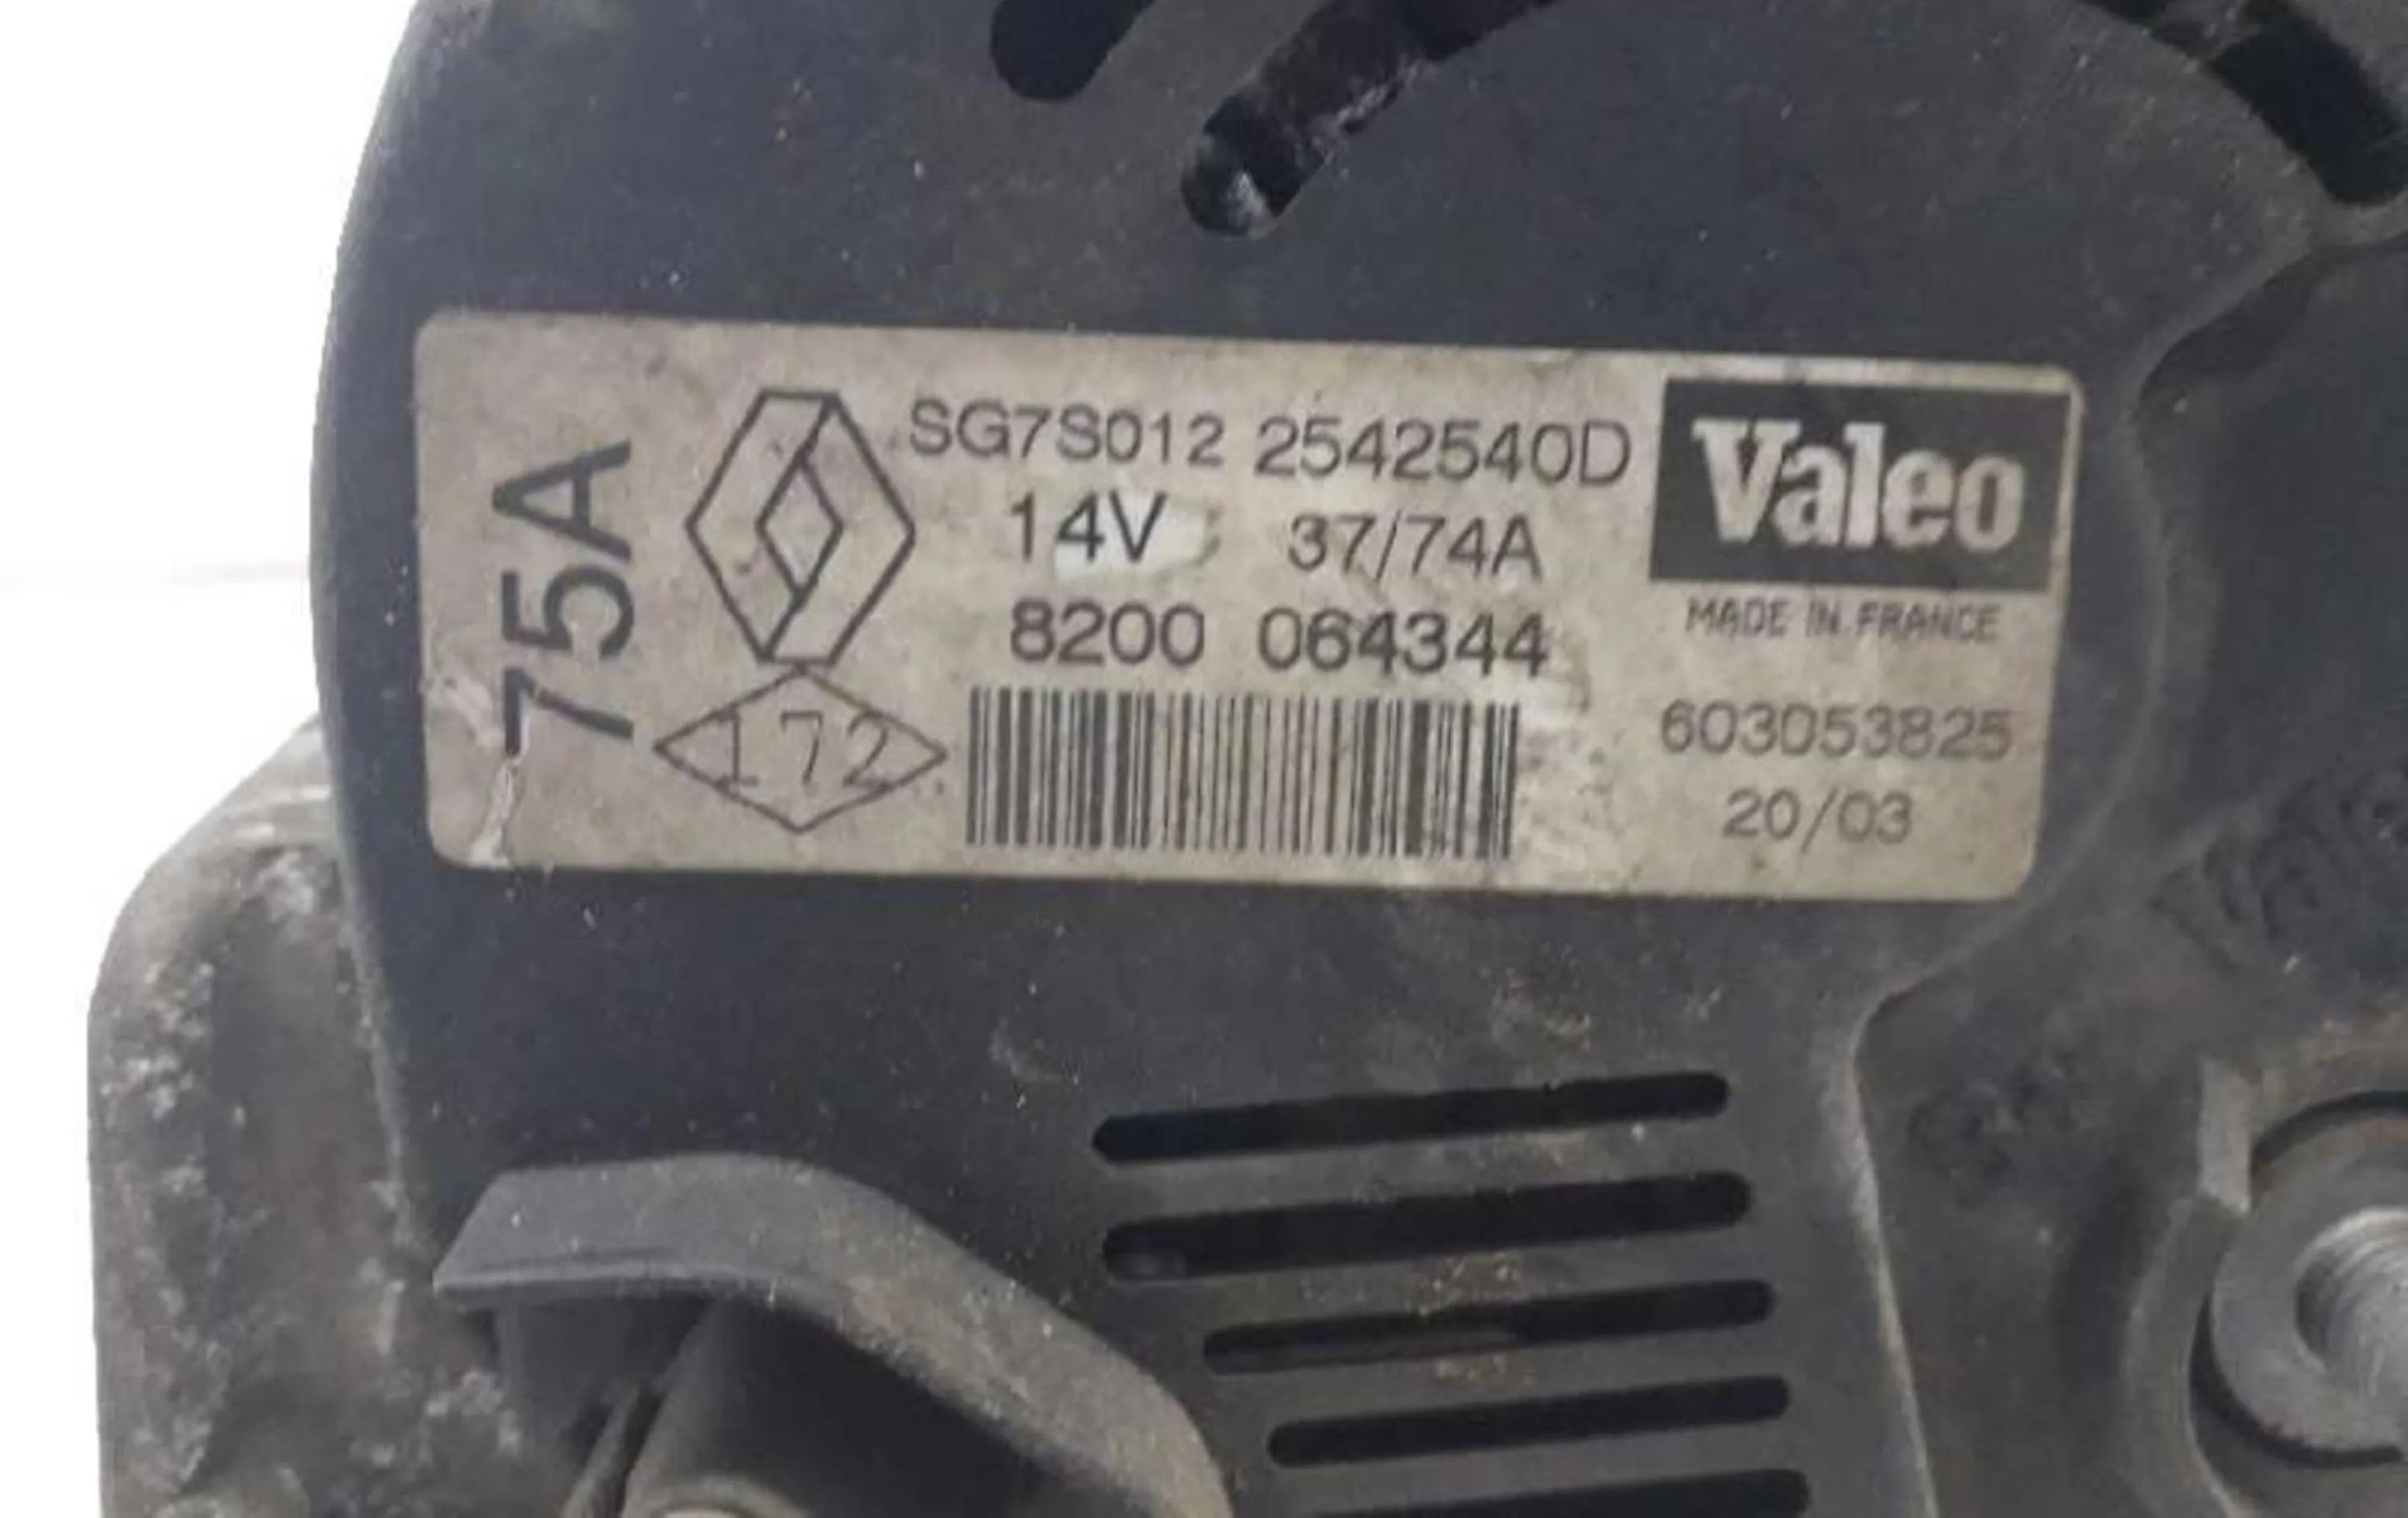 75A
SG7S012 2542540D
14V 37/74A
8200 064344
172
Valeo
MADE IN FRANCE
603053825
20/03